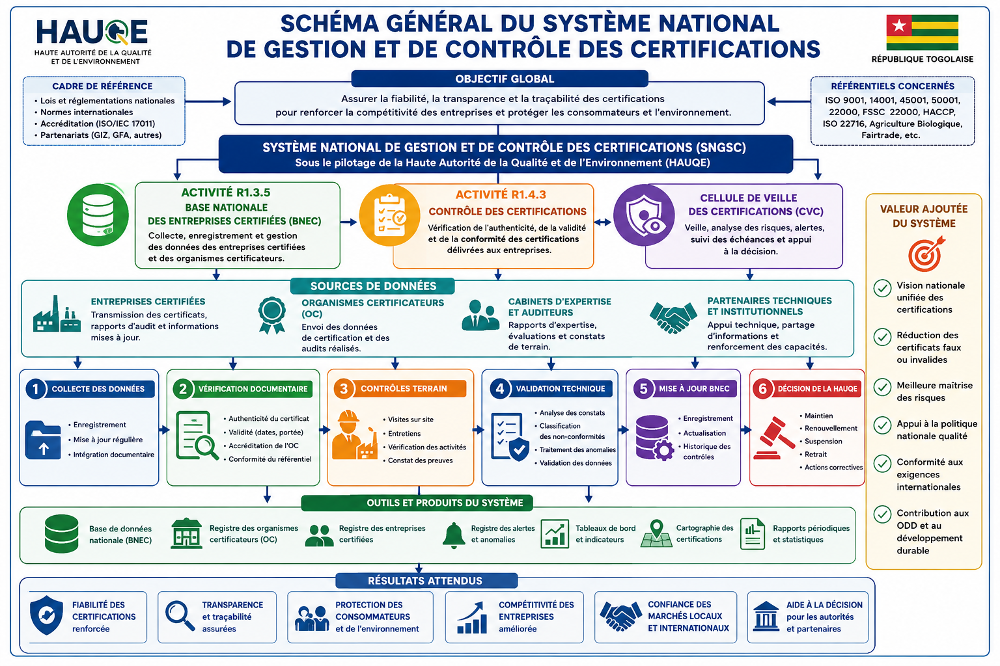 HAUQE
HAUTE AUTORITÉ DE LA QUALITÉ
ET DE L'ENVIRONNEMENT
SCHÉMA GÉNÉRAL DU SYSTÈME NATIONAL
DE GESTION ET DE CONTRÔLE DES CERTIFICATIONS
RÉPUBLIQUE TOGOLAISE
CADRE DE RÉFÉRENCE
• Lois et réglementations nationales
• Normes internationales
• Accréditation (ISO/IEC 17011)
• Partenariats (GIZ, GFA, autres)
OBJECTIF GLOBAL
Assurer la fiabilité, la transparence et la traçabilité des certifications
pour renforcer la compétitivité des entreprises et protéger les consommateurs et l'environnement.
RÉFÉRENTIELS CONCERNÉS
ISO 9001, 14001, 45001, 50001,
22000, FSSC 22000, HACCP,
ISO 22716, Agriculture Biologique,
Fairtrade, etc.
SYSTÈME NATIONAL DE GESTION ET DE CONTRÔLE DES CERTIFICATIONS (SNGSC)
Sous le pilotage de la Haute Autorité de la Qualité et de l'Environnement (HAUQE)
ACTIVITÉ R1.3.5
BASE NATIONALE
DES ENTREPRISES CERTIFIÉES (BNEC)
Collecte, enregistrement et gestion
des données des entreprises certifiées
et des organismes certificateurs.
ACTIVITÉ R1.4.3
CONTRÔLE DES CERTIFICATIONS
Vérification de l'authenticité, de la validité
et de la conformité des certifications
délivrées aux entreprises.
CELLULE DE VEILLE
DES CERTIFICATIONS (CVC)
Veille, analyse des risques, alertes,
suivi des échéances et appui
à la décision.
VALEUR AJOUTÉE
DU SYSTÈME
Vision nationale
unifiée des
certifications
Réduction des
certificats faux
ou invalides
Meilleure maîtrise
des risques
Appui à la politique
nationale qualité
Conformité aux
exigences
internationales
Contribution aux
ODD et au
développement
durable
SOURCES DE DONNÉES
ENTREPRISES CERTIFIÉES
Transmission des certificats,
rapports d'audit et informations
mises à jour.
ORGANISMES CERTIFICATEURS
(OC)
Envoi des données
de certification et des
audits réalisés.
CABINETS D'EXPERTISE
ET AUDITEURS
Rapports d'expertise,
évaluations et constats
de terrain.
PARTENAIRES TECHNIQUES
ET INSTITUTIONNELS
Appui technique, partage
d'informations et
renforcement des capacités.
1 COLLECTE DES DONNÉES
• Enregistrement
• Mise à jour régulière
• Intégration documentaire
2 VÉRIFICATION DOCUMENTAIRE
• Authenticité du certificat
• Validité (dates, portée)
• Accréditation de l'OC
• Conformité du référentiel
3 CONTRÔLES TERRAIN
• Visites sur site
• Entretiens
• Vérification des activités
• Constat des preuves
4 VALIDATION TECHNIQUE
• Analyse des constats
• Classification
des non-conformités
• Traitement des anomalies
• Validation des données
5 MISE À JOUR BNEC
• Enregistrement
• Actualisation
• Historique des
contrôles
6 DÉCISION DE LA HAUQE
• Maintien
• Renouvellement
• Suspension
• Retrait
• Actions correctives
OUTILS ET PRODUITS DU SYSTÈME
Base de données
nationale (BNEC)
Registre des organismes
certificateurs (OC)
Registre des entreprises
certifiées
Registre des alertes
et anomalies
Tableaux de bord
et indicateurs
Cartographie des
certifications
Rapports périodiques
et statistiques
RÉSULTATS ATTENDUS
FIABILITÉ DES
CERTIFICATIONS
renforcée
TRANSPARENCE
et traçabilité
assurées
PROTECTION DES
CONSOMMATEURS
et de l'environnement
COMPÉTITIVITÉ DES
ENTREPRISES
améliorée
CONFIANCE DES
MARCHÉS LOCAUX
ET INTERNATIONAUX
AIDE À LA DÉCISION
pour les autorités
et partenaires